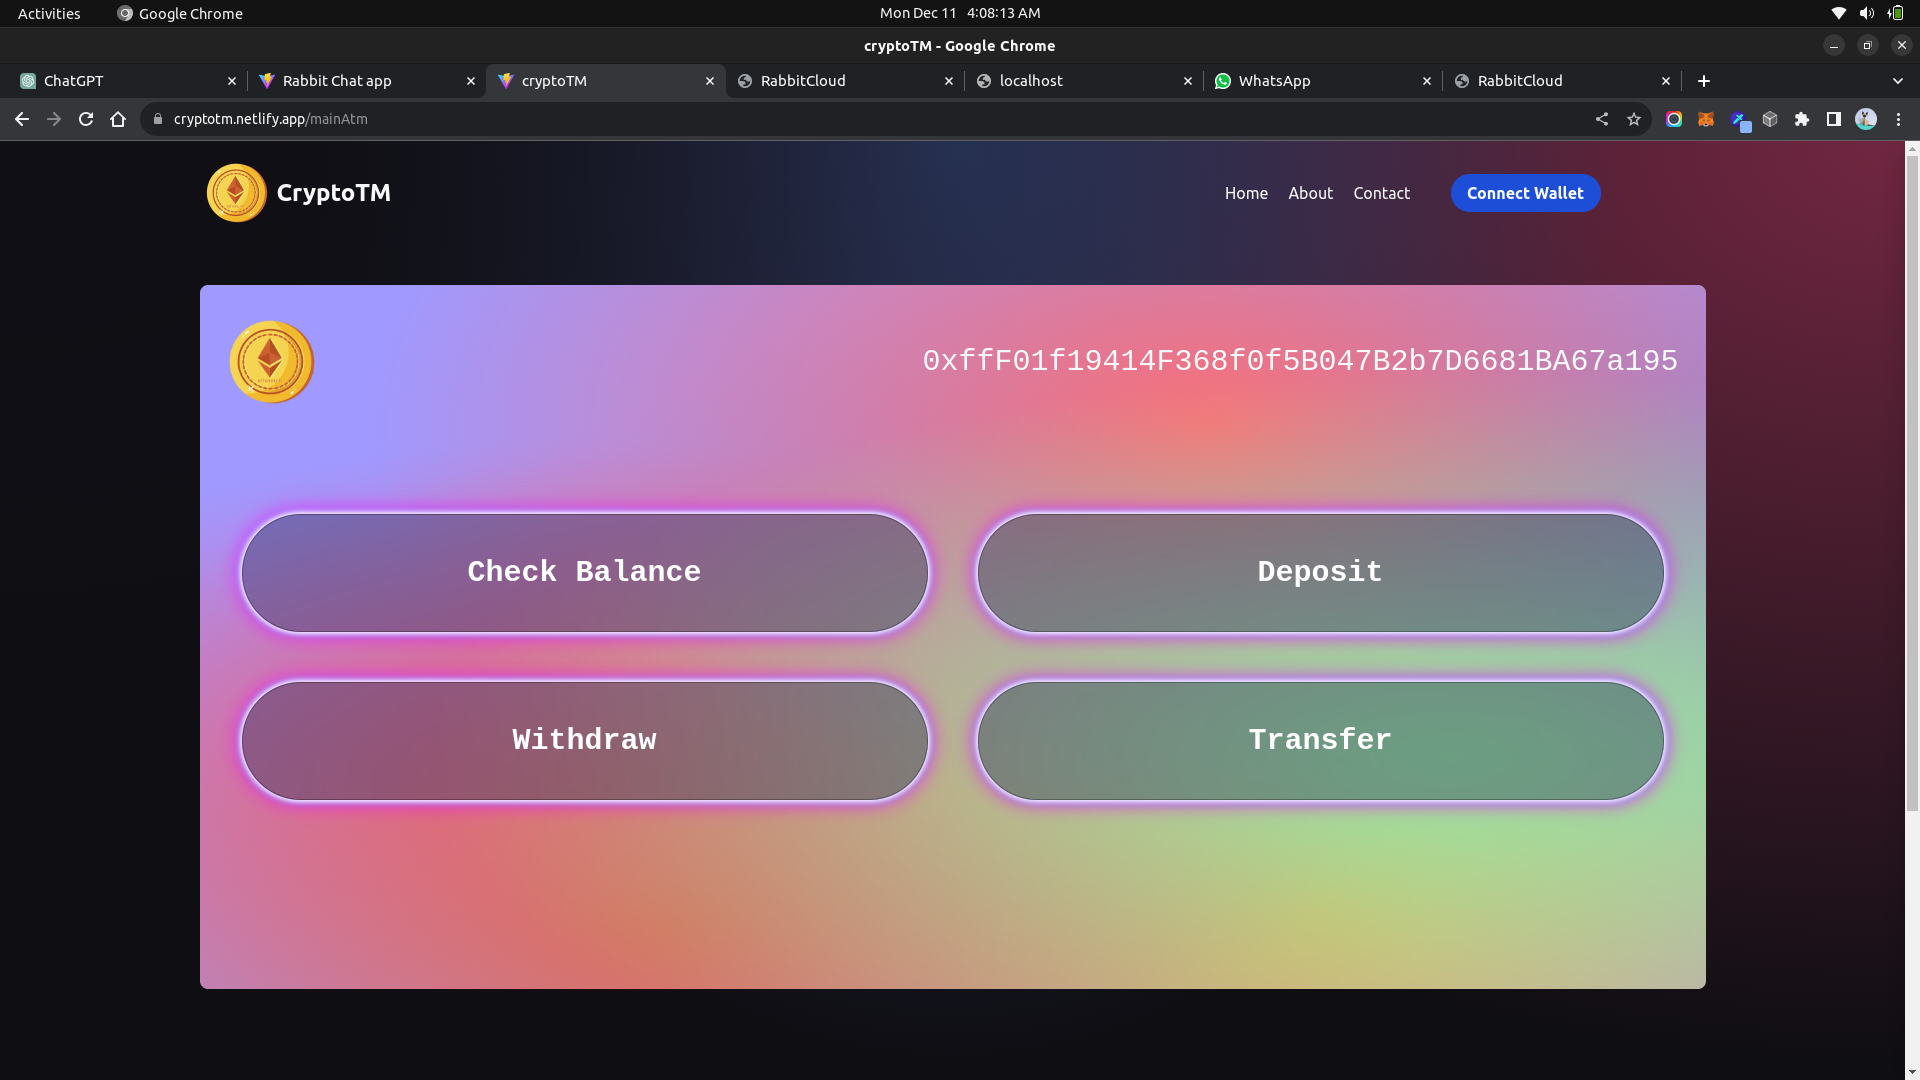 Activities Google Chrome Mon Dec 11 4:08:13 AM
cryptoTM - Google Chrome
ChatGPT Rabbit Chat app cryptoTM RabbitCloud localhost WhatsApp RabbitCloud
cryptotm.netlify.app/mainAtm
CryptoTM Home About Contact Connect Wallet
0xffF01f19414F368f0f5B047B2b7D6681BA67a195
Check Balance Deposit
Withdraw Transfer